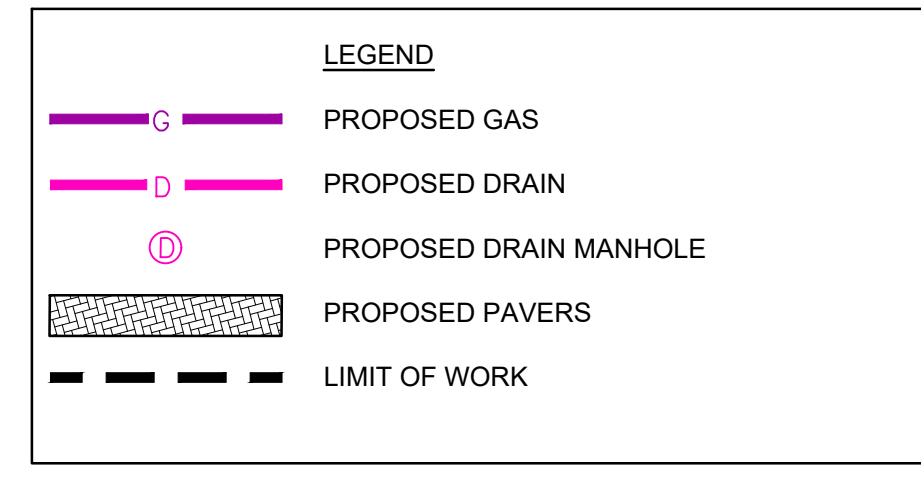 LEGEND
G PROPOSED GAS
D PROPOSED DRAIN
D PROPOSED DRAIN MANHOLE
PROPOSED PAVERS
LIMIT OF WORK